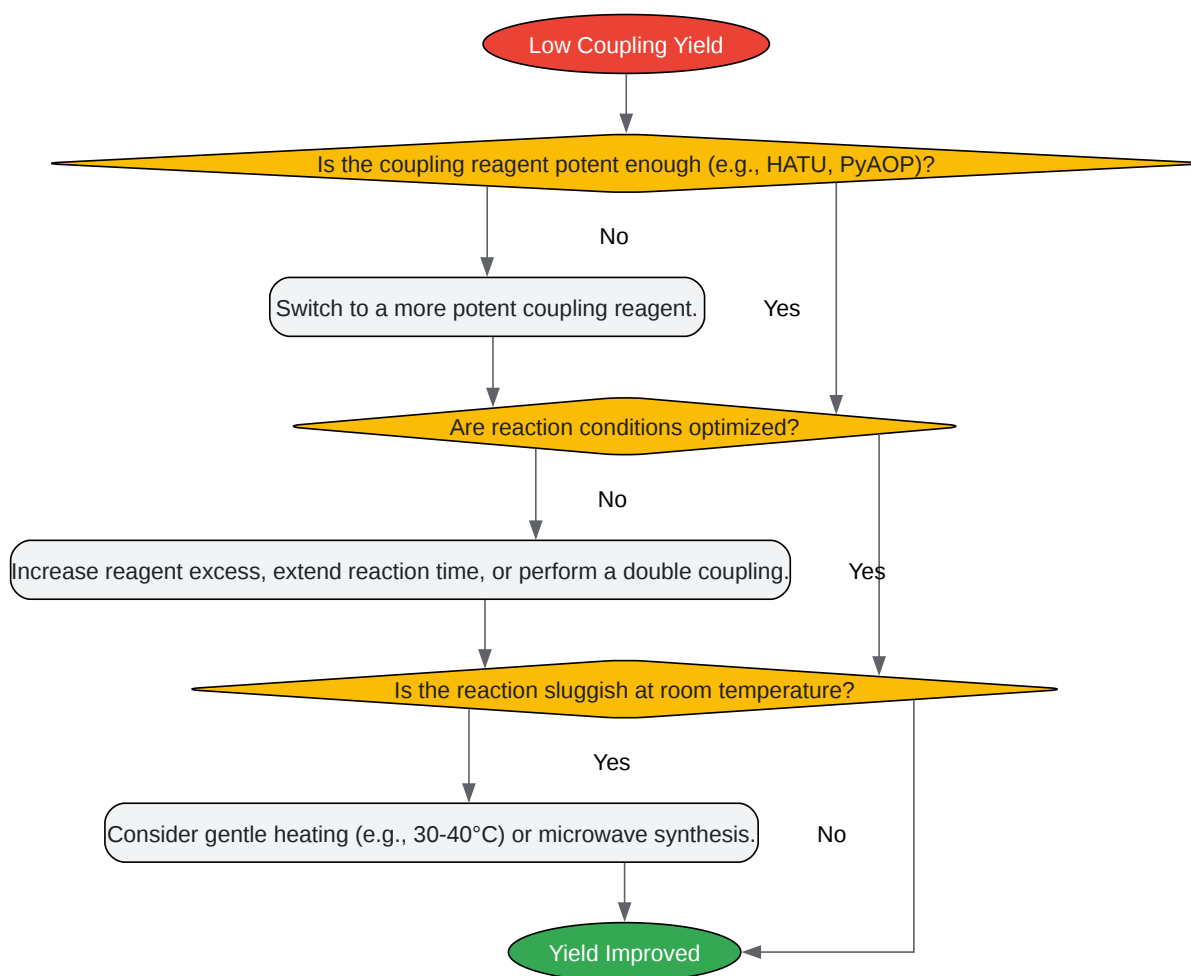 Low Coupling Yield
Is the coupling reagent potent enough (e.g., HATU, PyAOP)?
No
Switch to a more potent coupling reagent.
Yes
Are reaction conditions optimized?
No
Increase reagent excess, extend reaction time, or perform a double coupling.
Yes
Is the reaction sluggish at room temperature?
Yes
Consider gentle heating (e.g., 30-40°C) or microwave synthesis.
No
Yield Improved